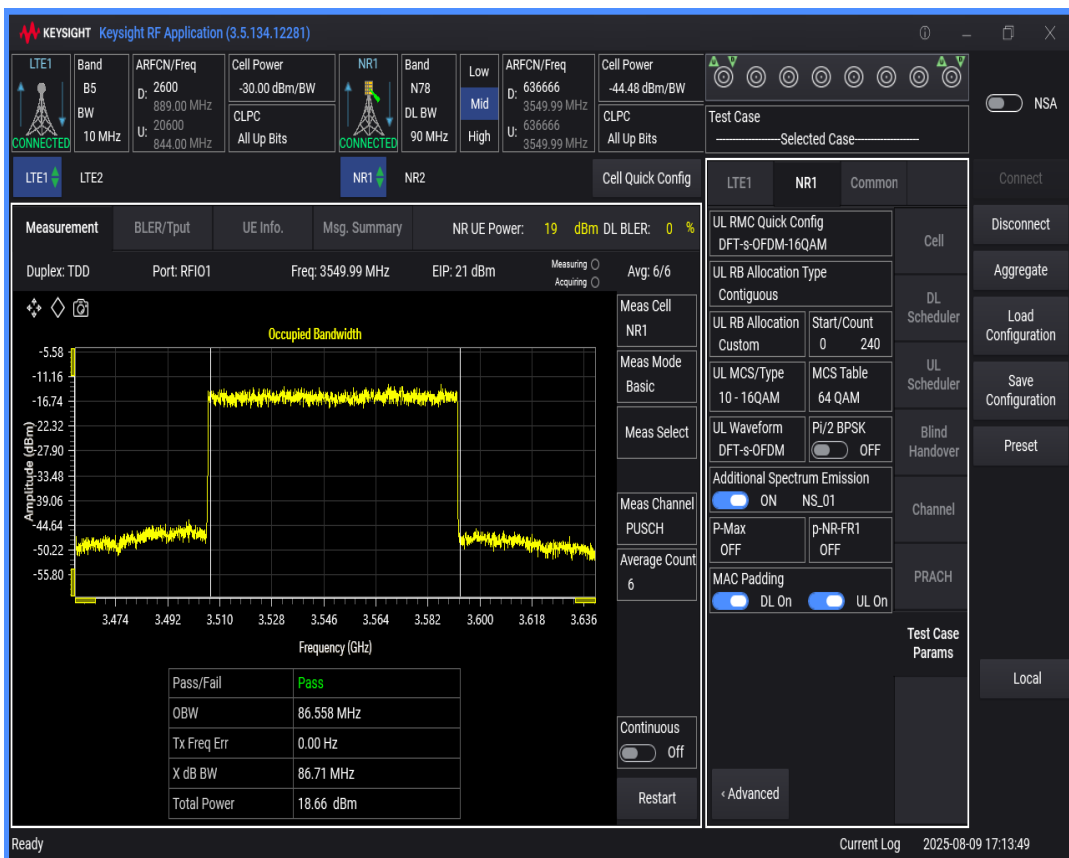 KEYSIGHT Keysight RF Application (3.5.134.12281)
LTE1
CONNECTED
Band
B5
BW
10 MHz
ARFCN/Freq
D: 2600
889.00 MHz
U: 20600
844.00 MHz
Cell Power
-30.00 dBm/BW
CLPC
All Up Bits
NR1
CONNECTED
Band
N78
DL BW
90 MHz
Low
Mid
High
ARFCN/Freq
D: 636666
3549.99 MHz
U: 636666
3549.99 MHz
Cell Power
-44.48 dBm/BW
CLPC
All Up Bits
Test Case
--------------------Selected Case--------------------
NSA
LTE1 LTE2 NR1 NR2 Cell Quick Config
Measurement BLER/Tput UE Info. Msg. Summary NR UE Power: 19 dBm DL BLER: 0 %
Duplex: TDD Port: RFIO1 Freq: 3549.99 MHz EIP: 21 dBm Measuring Acquiring Avg: 6/6
Occupied Bandwidth
Amplitude (dBm)
-5.58
-11.16
-16.74
-22.32
-27.90
-33.48
-39.06
-44.64
-50.22
-55.80
3.474 3.492 3.510 3.528 3.546 3.564 3.582 3.600 3.618 3.636
Frequency (GHz)
Pass/Fail Pass
OBW 86.558 MHz
Tx Freq Err 0.00 Hz
X dB BW 86.71 MHz
Total Power 18.66 dBm
Meas Cell
NR1
Meas Mode
Basic
Meas Select
Meas Channel
PUSCH
Average Count
6
Continuous
Off
Restart
LTE1 NR1 Common
UL RMC Quick Config
DFT-s-OFDM-16QAM
UL RB Allocation Type
Contiguous
UL RB Allocation
Custom
Start/Count
0 240
UL MCS/Type
10 - 16QAM
MCS Table
64 QAM
UL Waveform
DFT-s-OFDM
Pi/2 BPSK
OFF
Additional Spectrum Emission
ON NS_01
P-Max
OFF
p-NR-FR1
OFF
MAC Padding
DL On UL On
‹ Advanced
Cell
DL
Scheduler
UL
Scheduler
Blind
Handover
Channel
PRACH
Test Case
Params
Connect
Disconnect
Aggregate
Load
Configuration
Save
Configuration
Preset
Local
Ready Current Log 2025-08-09 17:13:49